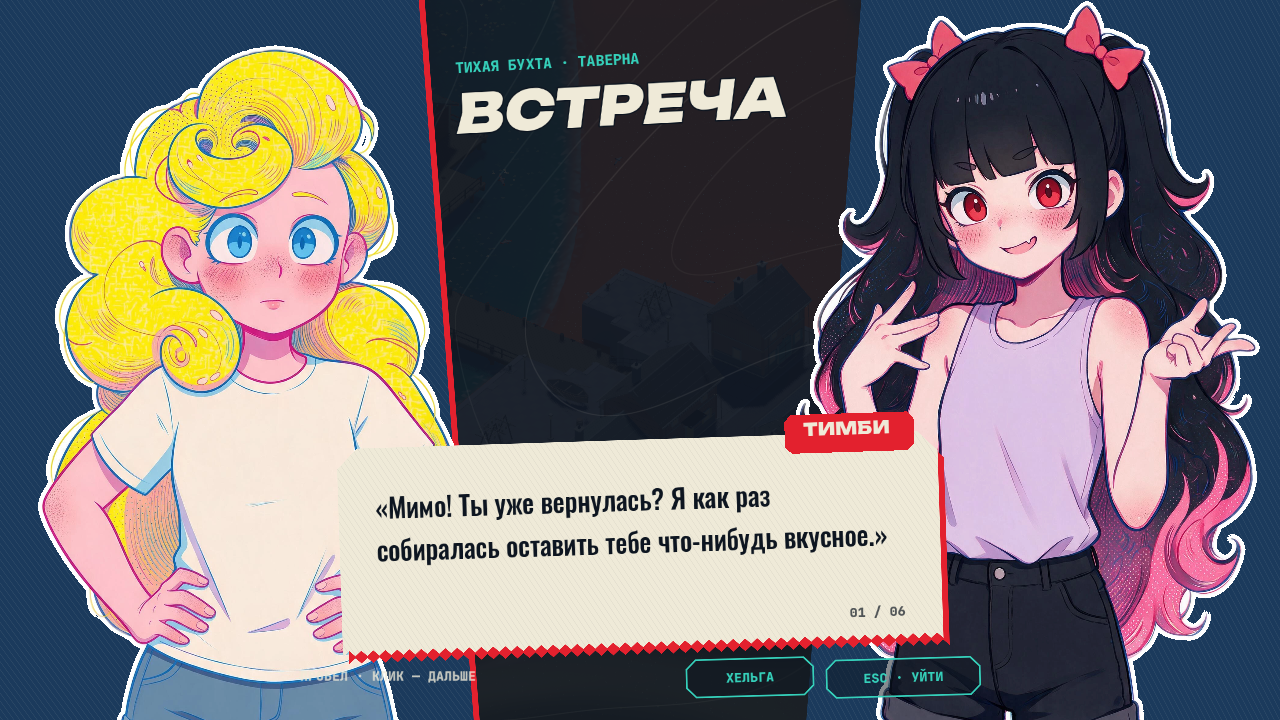 ТИХАЯ БУХТА · ТАВЕРНА
ВСТРЕЧА
ТИМБИ
«Мимо! Ты уже вернулась? Я как раз
собиралась оставить тебе что-нибудь вкусное.»
01 / 06
· КЛИК — ДАЛЬШЕ
ХЕЛЬГА
ESC · УЙТИ